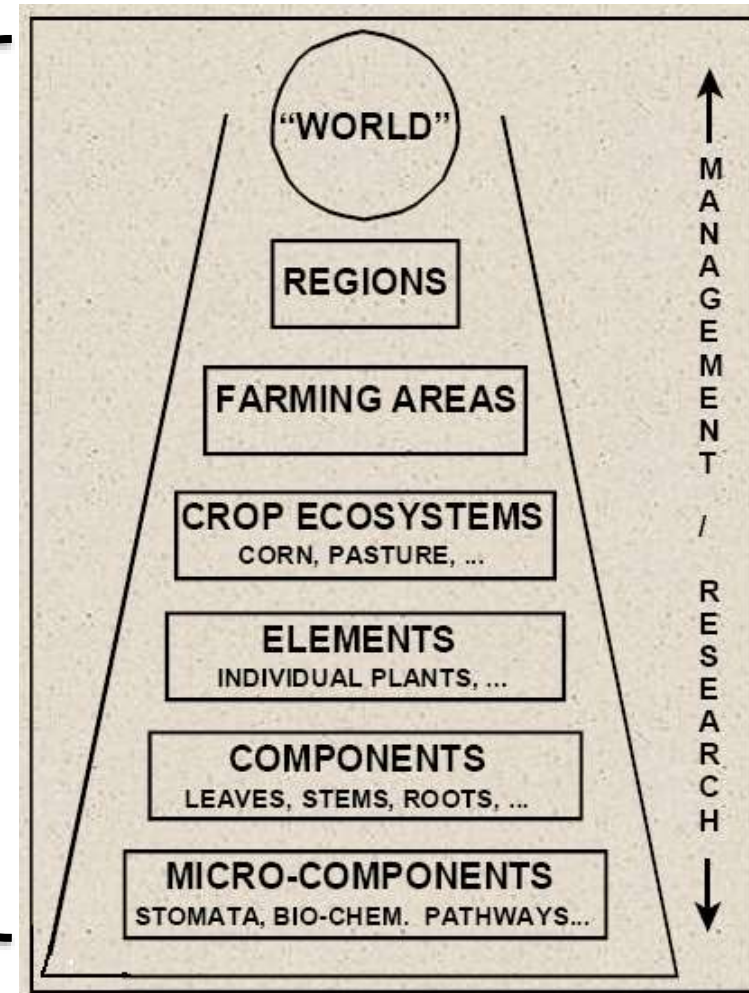 “WORLD”
REGIONS
FARMING AREAS
CROP ECOSYSTEMS
CORN, PASTURE, ...
ELEMENTS
INDIVIDUAL PLANTS, ...
COMPONENTS
LEAVES, STEMS, ROOTS, ...
MICRO-COMPONENTS
STOMATA, BIO-CHEM. PATHWAYS...
MANAGEMENT / RESEARCH